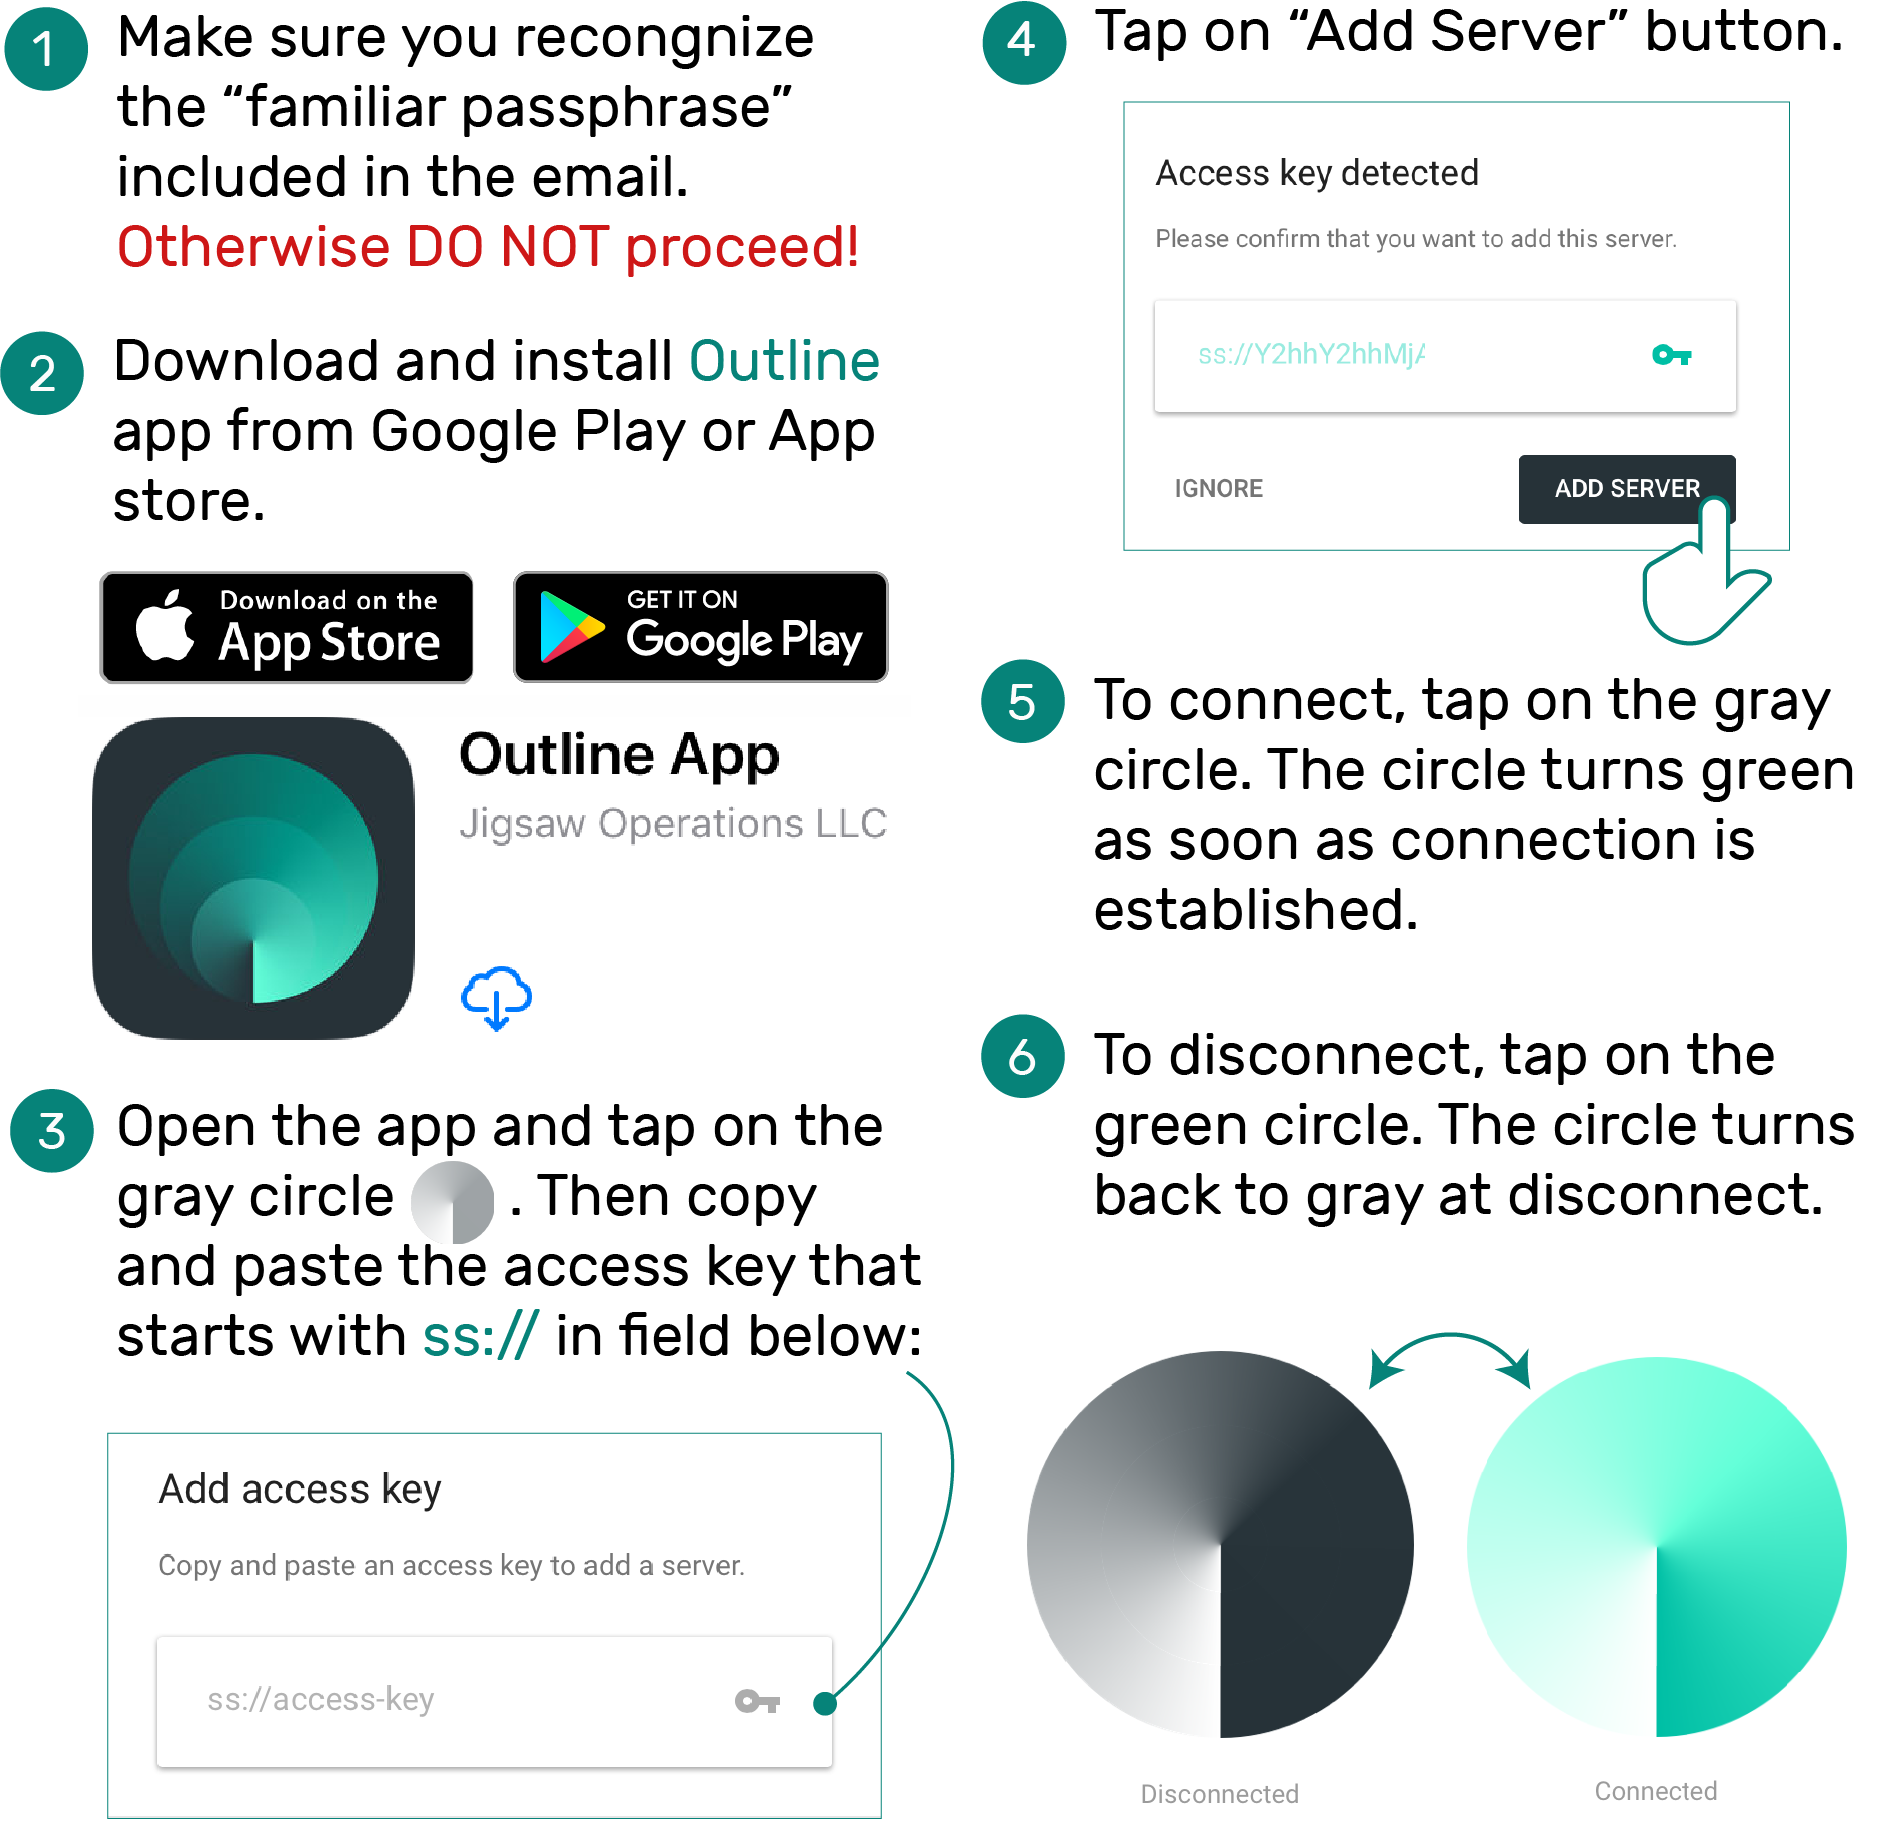 1
Make sure you recongnize
the “familiar passphrase”
included in the email.
Otherwise DO NOT proceed!
2
Download and install Outline
app from Google Play or App
store.
Download on the
App Store
GET IT ON
Google Play
Outline App
Jigsaw Operations LLC
3
Open the app and tap on the
gray circle . Then copy
and paste the access key that
starts with ss:// in field below:
Add access key
Copy and paste an access key to add a server.
ss://access-key
4
Tap on “Add Server” button.
Access key detected
Please confirm that you want to add this server.
ss://Y2hhY2hhMjA
IGNORE
ADD SERVER
5
To connect, tap on the gray
circle. The circle turns green
as soon as connection is
established.
6
To disconnect, tap on the
green circle. The circle turns
back to gray at disconnect.
Disconnected
Connected